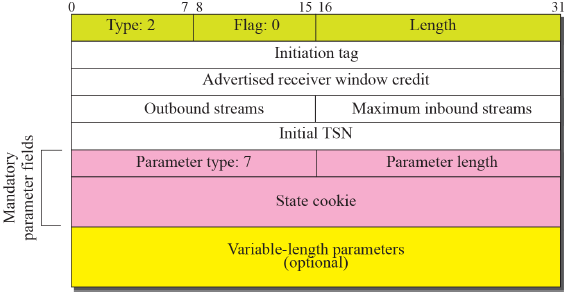 0 7 8 15 16 31
Type: 2 Flag: 0 Length
Initiation tag
Advertised receiver window credit
Outbound streams Maximum inbound streams
Initial TSN
Mandatory
parameter fields
Parameter type: 7 Parameter length
State cookie
Variable-length parameters
(optional)